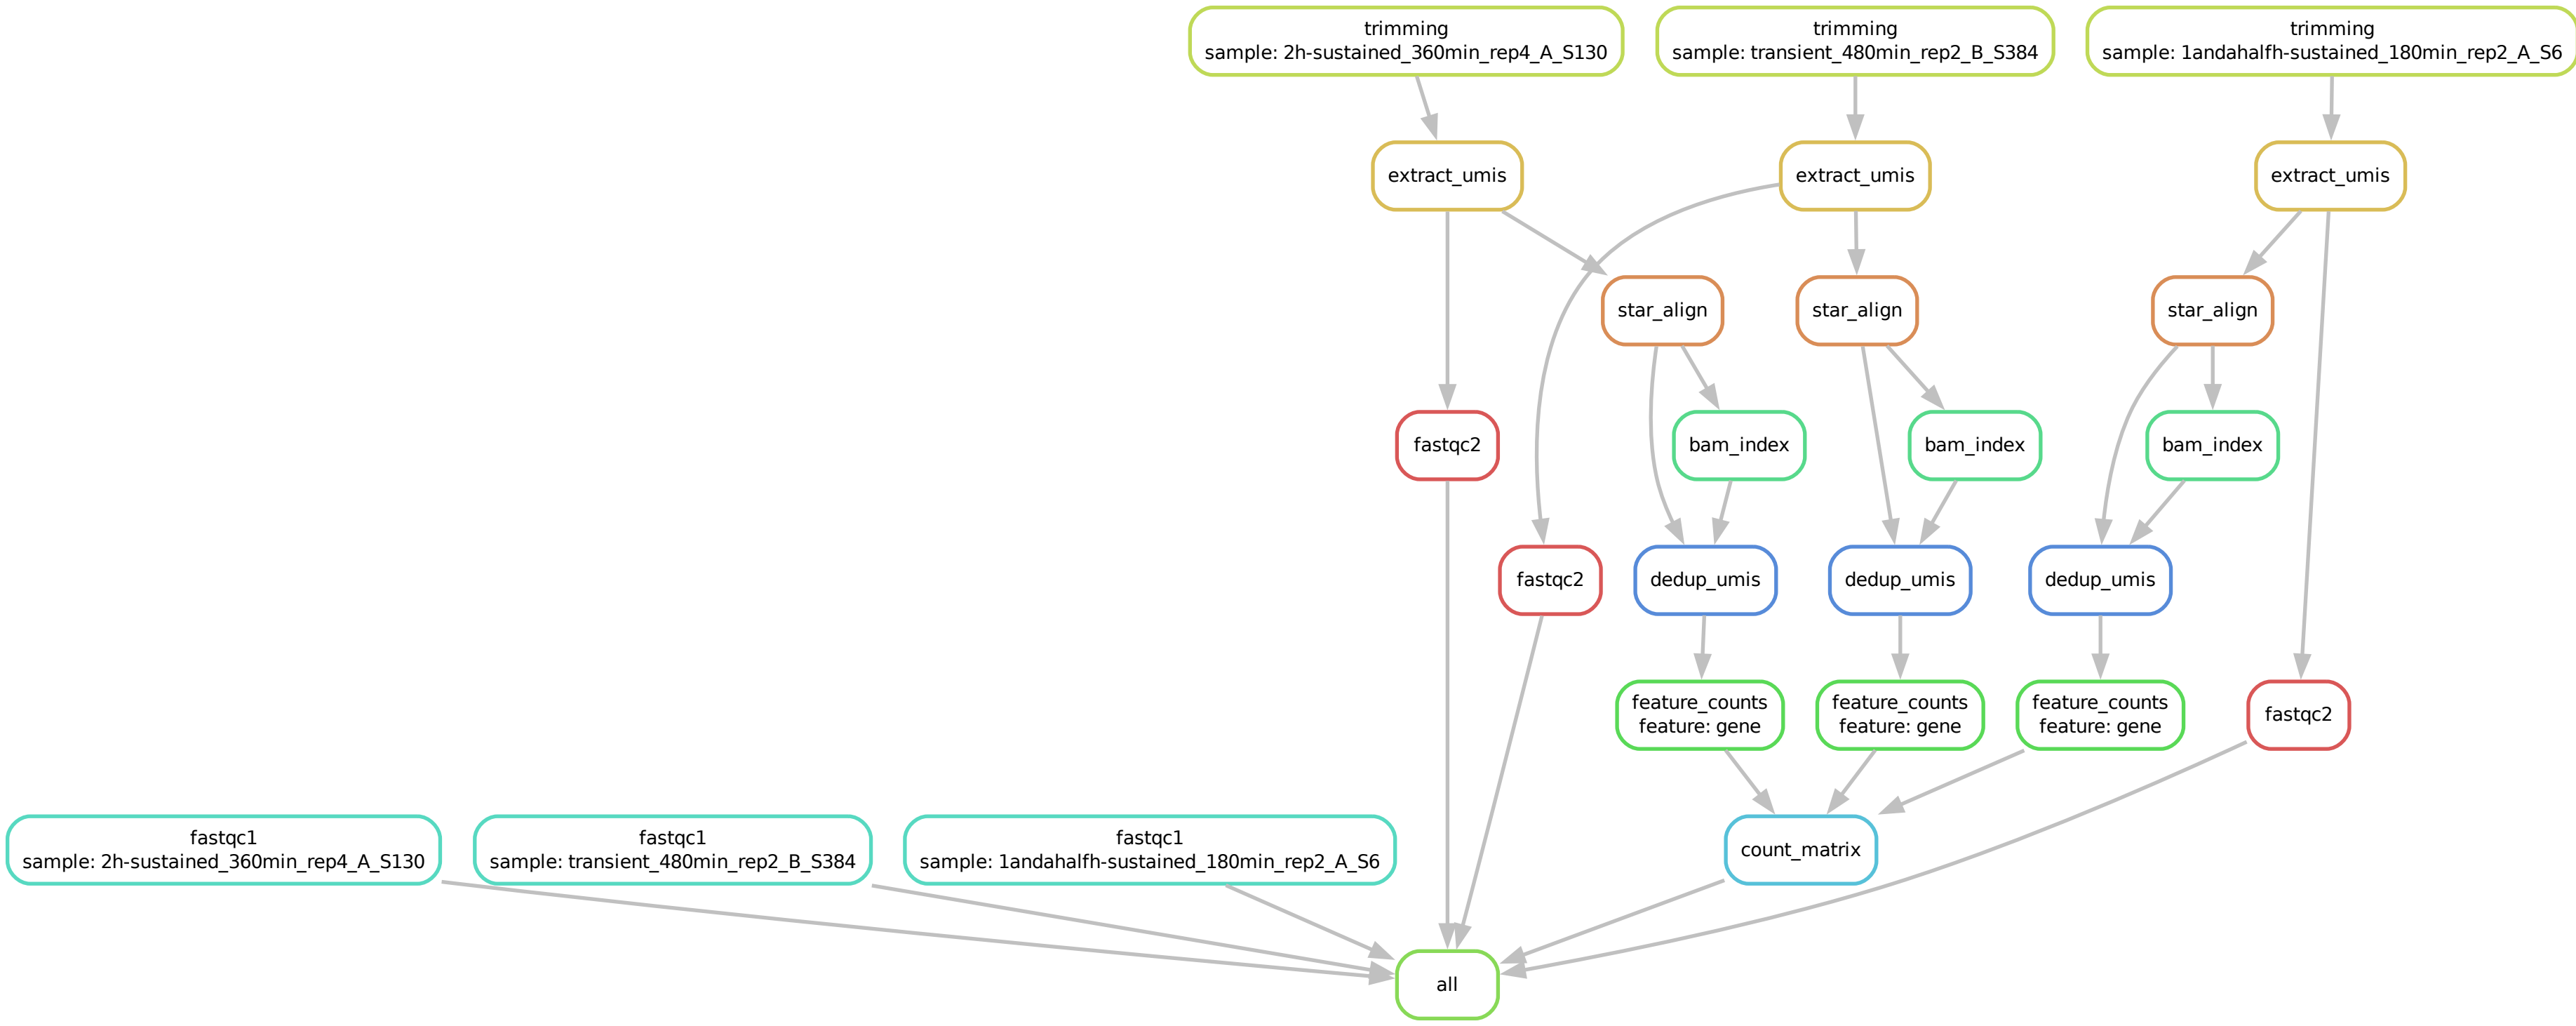 trimming
sample: 2h-sustained_360min_rep4_A_S130
trimming
sample: transient_480min_rep2_B_S384
trimming
sample: 1andahalfh-sustained_180min_rep2_A_S6
extract_umis
extract_umis
extract_umis
star_align
star_align
star_align
fastqc2
bam_index
bam_index
bam_index
fastqc2
dedup_umis
dedup_umis
dedup_umis
feature_counts
feature: gene
feature_counts
feature: gene
feature_counts
feature: gene
fastqc2
fastqc1
sample: 2h-sustained_360min_rep4_A_S130
fastqc1
sample: transient_480min_rep2_B_S384
fastqc1
sample: 1andahalfh-sustained_180min_rep2_A_S6
count_matrix
all